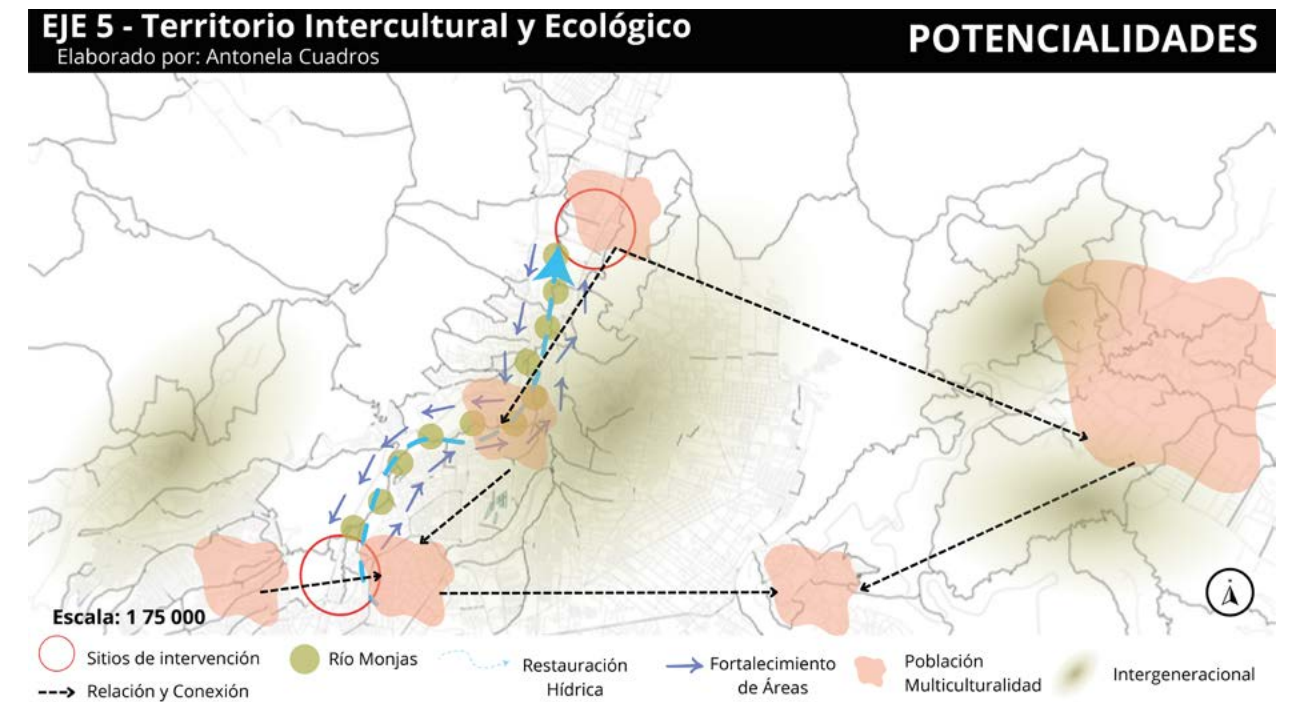 EJE 5 - Territorio Intercultural y Ecológico
Elaborado por: Antonela Cuadros
POTENCIALIDADES
Escala: 1 75 000
Sitios de intervención
Relación y Conexión
Río Monjas
Restauración
Hídrica
Fortalecimiento
de Áreas
Población
Multiculturalidad
Intergeneracional